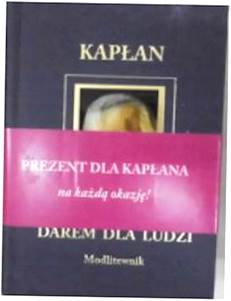 KAPŁAN
PREZENT DLA KAPŁANA
na każdą okazję!
DAREM DLA LUDZI
Modlitewnik